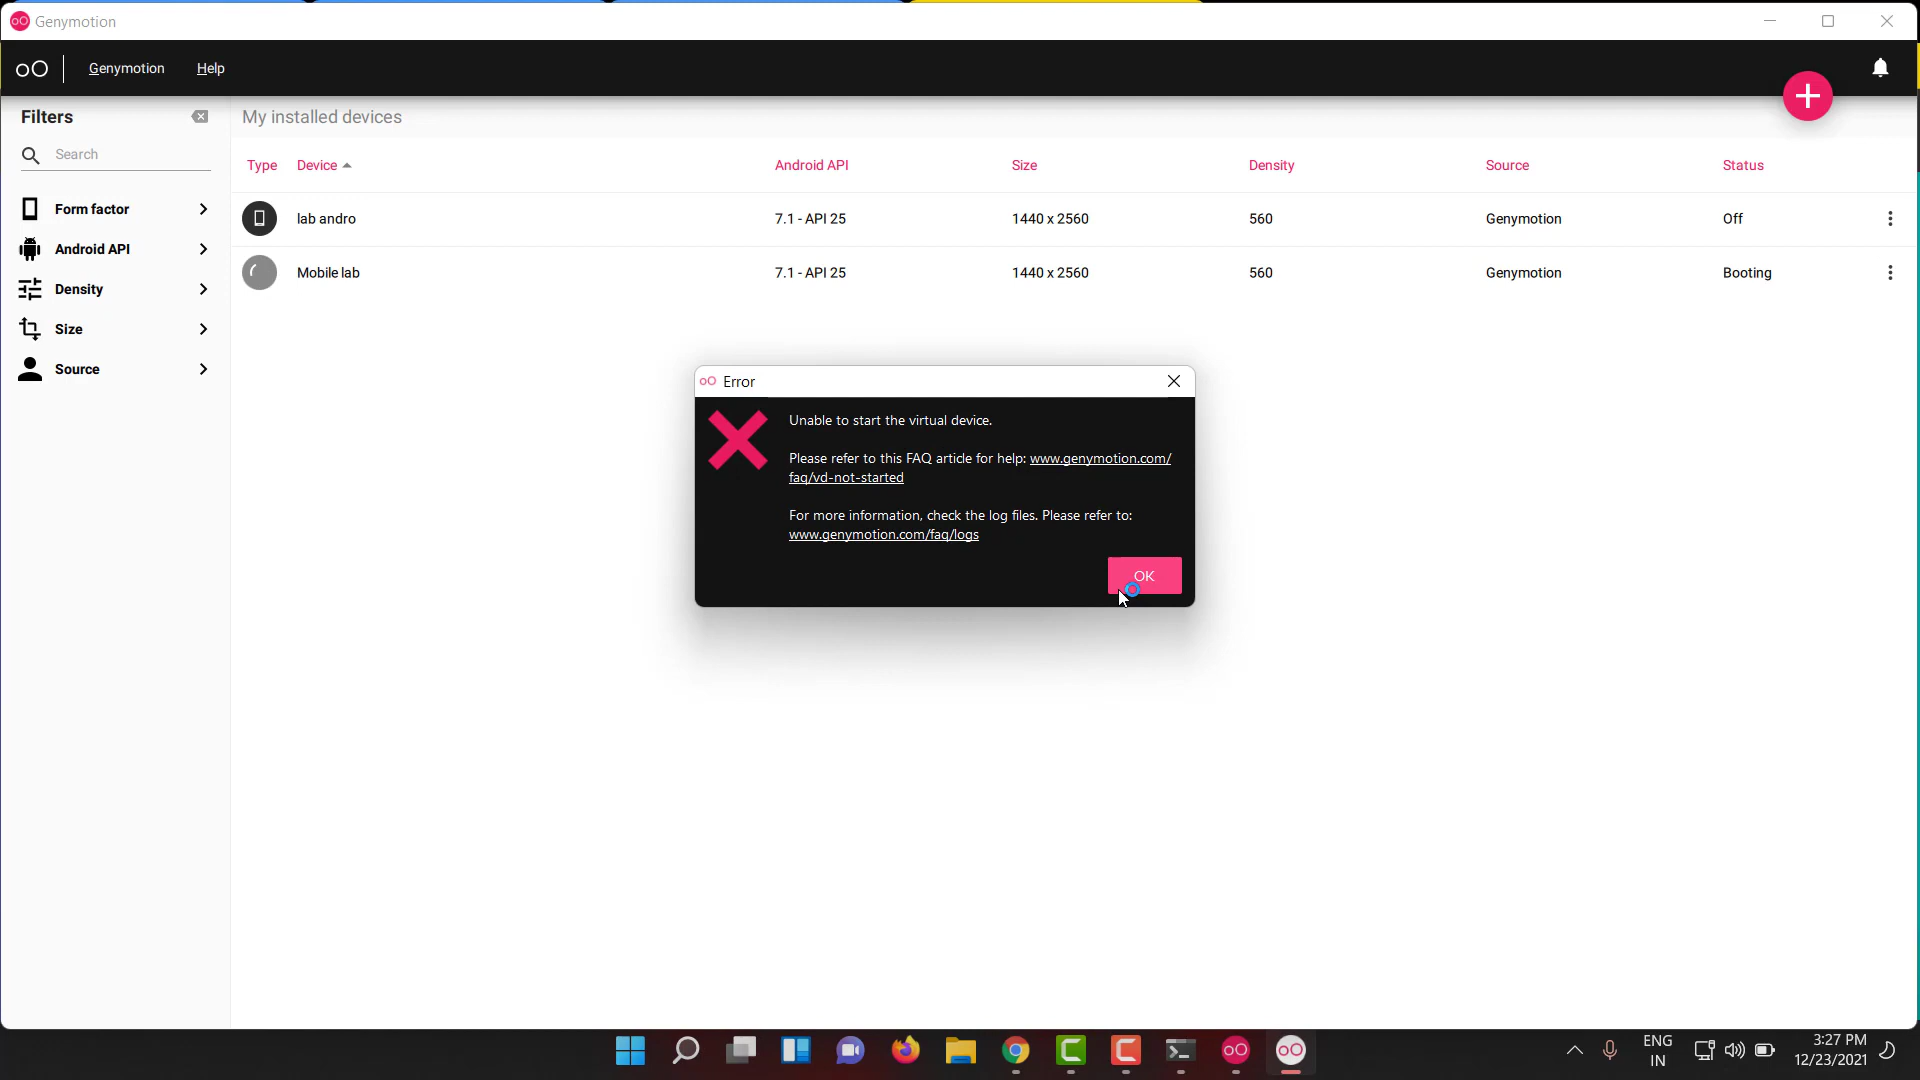 Genymotion
Genymotion Help
Filters
My installed devices
Search
Type Device Android API Size Density Source Status
Form factor
lab andro 7.1 - API 25 1440 x 2560 560 Genymotion Off
Android API
Mobile lab 7.1 - API 25 1440 x 2560 560 Genymotion Booting
Density
Size
Source
Error
Unable to start the virtual device.
Please refer to this FAQ article for help: www.genymotion.com/
faq/vd-not-started
For more information, check the log files. Please refer to:
www.genymotion.com/faq/logs
OK
ENG
IN
3:27 PM
12/23/2021